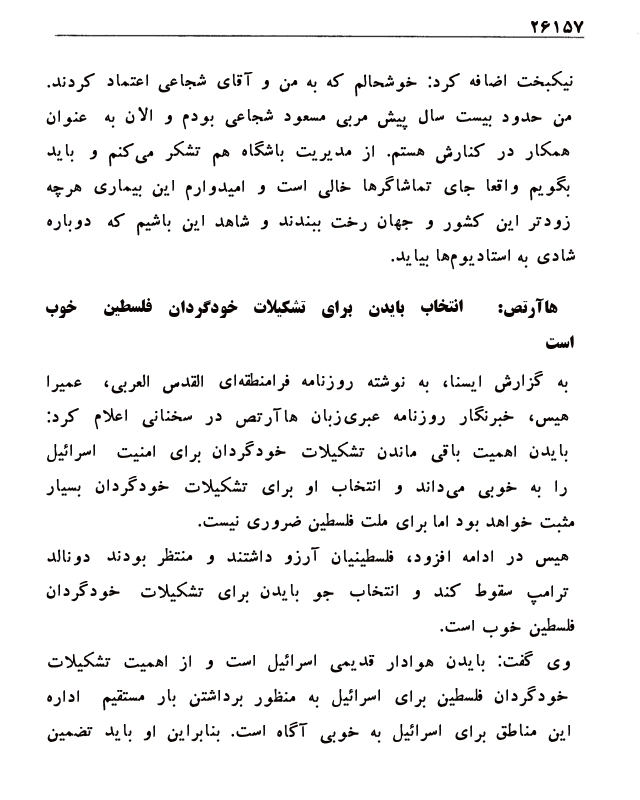 ۲۶۱۵۷
نیکبخت اضافه کرد: خوشحالم که به من و آقای شجاعی اعتماد کردند.
من حدود بیست سال پیش مربی مسعود شجاعی بودم و الان به عنوان
همکار در کنارش هستم. از مدیریت باشگاه هم تشکر می‌کنم و باید
بگویم واقعا جای تماشاگرها خالی است و امیدوارم این بیماری هرچه
زودتر این کشور و جهان رخت ببندند و شاهد این باشیم که دوباره
شادی به استادیوم‌ها بیاید.
هاآرتص: انتخاب بایدن برای تشکیلات خودگردان فلسطین خوب
است
به گزارش ایسنا، به نوشته روزنامه فرامنطقه‌ای القدس العربی، عمیرا
هیس، خبرنگار روزنامه عبری‌زبان هاآرتص در سخنانی اعلام کرد:
بایدن اهمیت باقی ماندن تشکیلات خودگردان برای امنیت اسرائیل
را به خوبی می‌داند و انتخاب او برای تشکیلات خودگردان بسیار
مثبت خواهد بود اما برای ملت فلسطین ضروری نیست.
هیس در ادامه افزود، فلسطینیان آرزو داشتند و منتظر بودند دونالد
ترامپ سقوط کند و انتخاب جو بایدن برای تشکیلات خودگردان
فلسطین خوب است.
وی گفت: بایدن هوادار قدیمی اسرائیل است و از اهمیت تشکیلات
خودگردان فلسطین برای اسرائیل به منظور برداشتن بار مستقیم اداره
این مناطق برای اسرائیل به خوبی آگاه است. بنابراین او باید تضمین